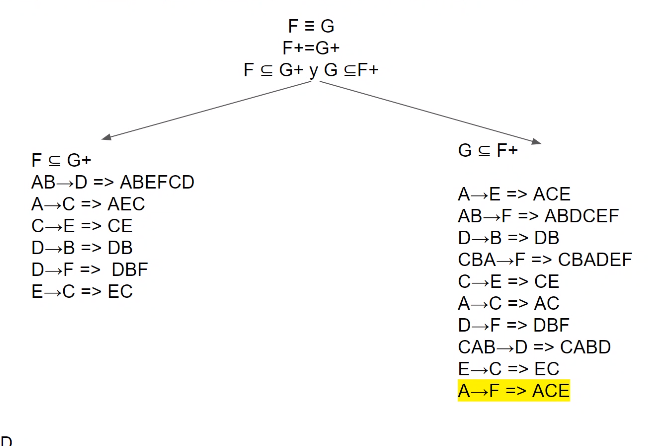 F ≡ G
F+=G+
F ⊆ G+ y G ⊆F+
F ⊆ G+
AB→D => ABEFCD
A→C => AEC
C→E => CE
D→B => DB
D→F => DBF
E→C => EC
G ⊆ F+
A→E => ACE
AB→F => ABDCEF
D→B => DB
CBA→F => CBADEF
C→E => CE
A→C => AC
D→F => DBF
CAB→D => CABD
E→C => EC
A→F => ACE
D